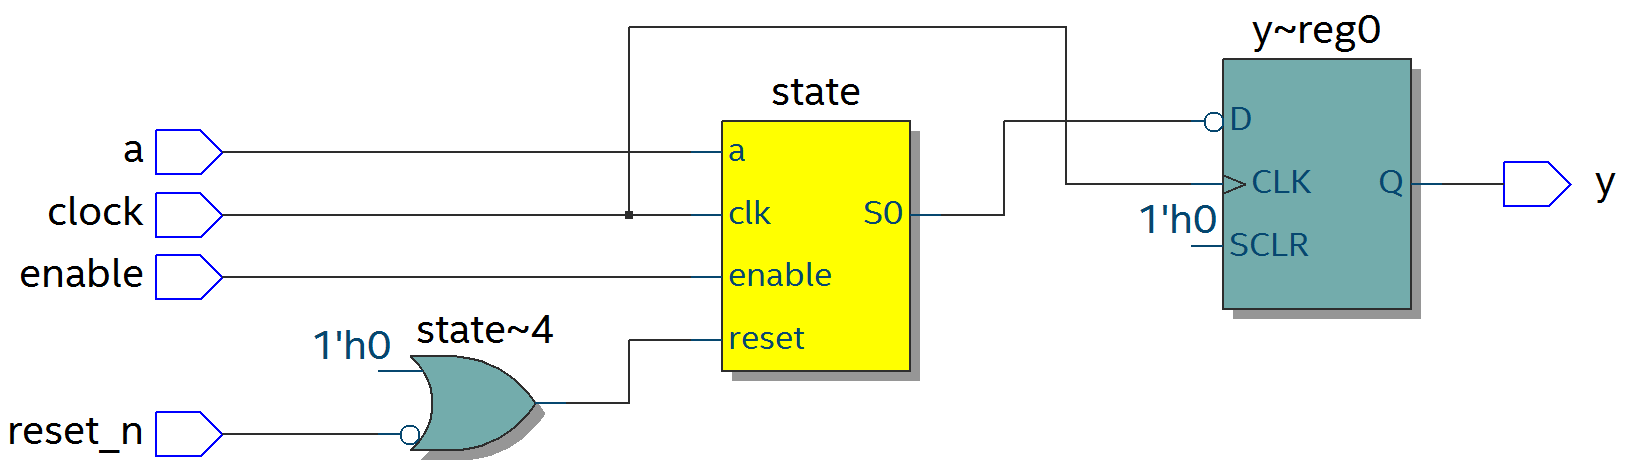 y~reg0
state
D
a
a
CLK
Q
y
clock
clk
S0
1'h0
SCLR
enable
enable
state~4
1'h0
reset
reset_n